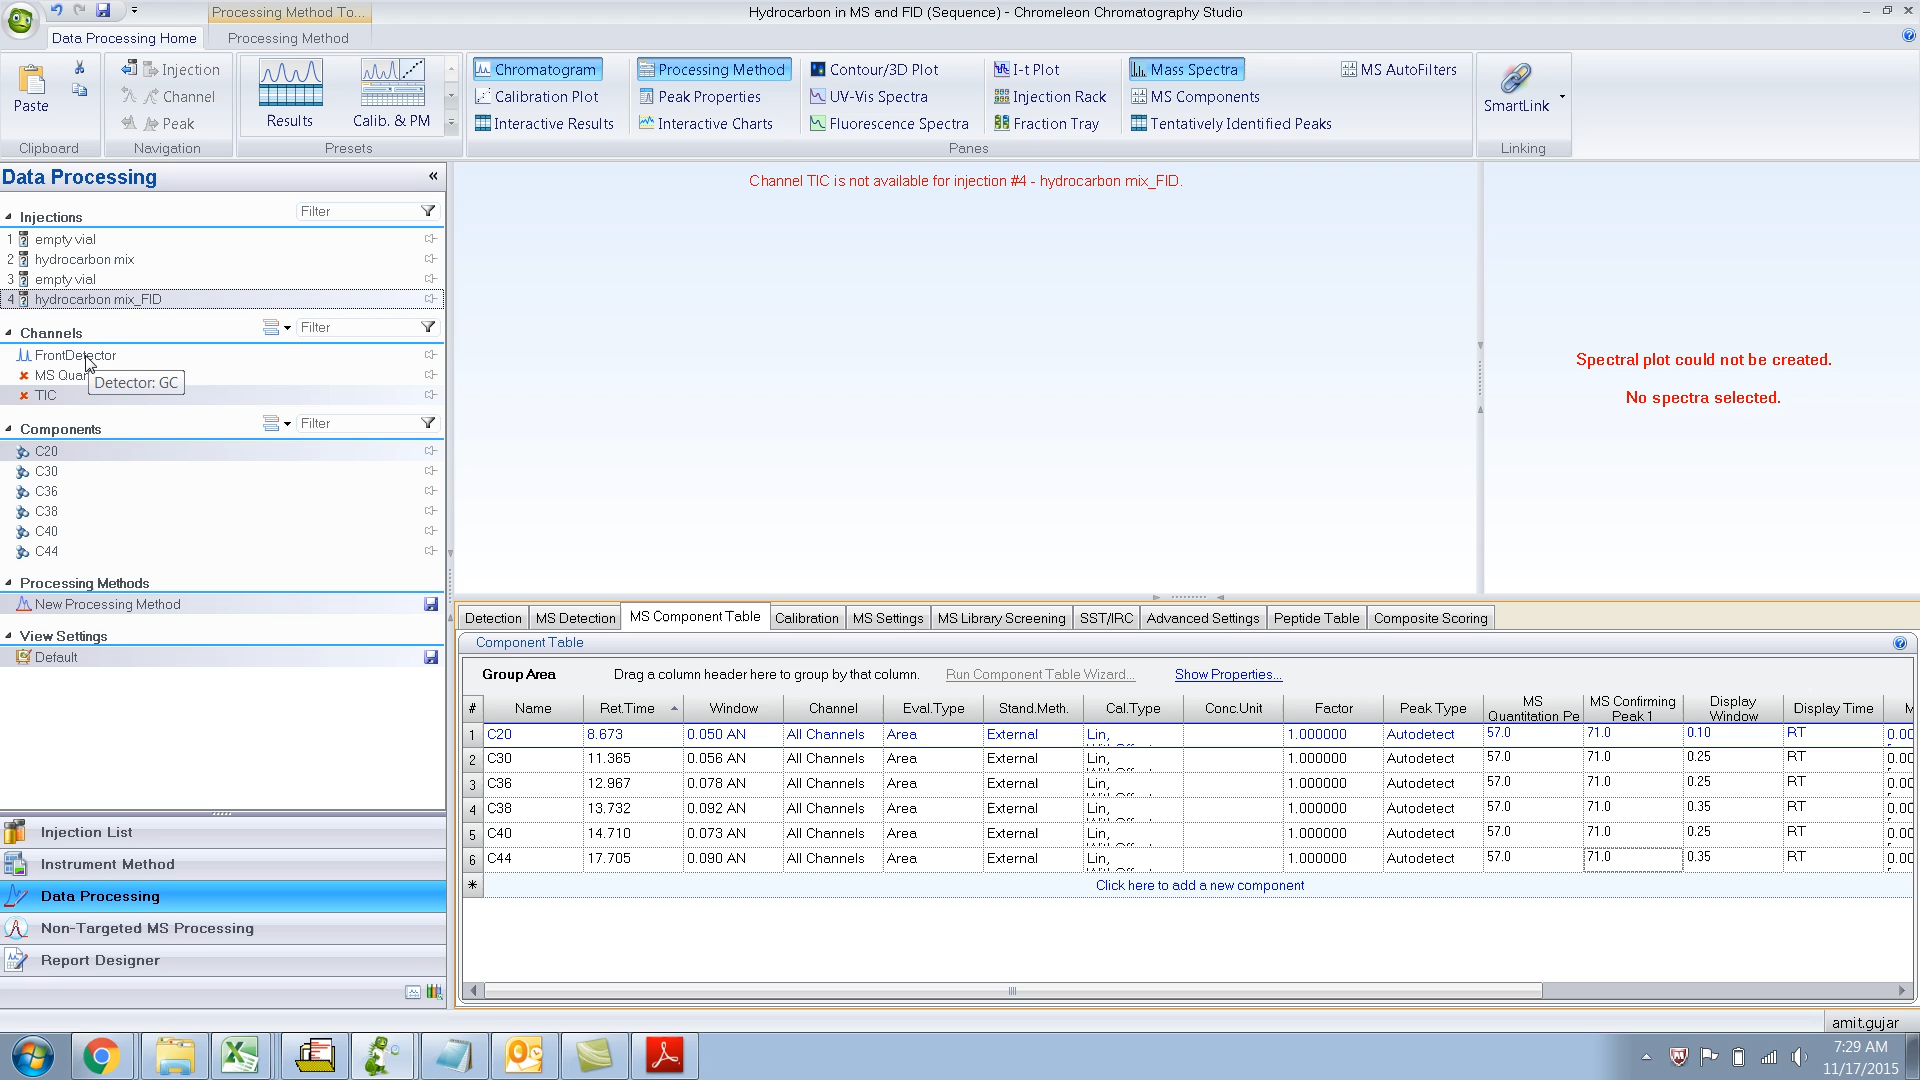 Processing Method To...
Hydrocarbon in MS and FID (Sequence) - Chromeleon Chromatography Studio
Data Processing Home
Processing Method
Paste
Clipboard
Injection
Channel
Peak
Navigation
Results
Calib. & PM
Presets
Chromatogram
Calibration Plot
Interactive Results
Processing Method
Peak Properties
Interactive Charts
Contour/3D Plot
UV-Vis Spectra
Fluorescence Spectra
I-t Plot
Injection Rack
Fraction Tray
Mass Spectra
MS Components
Tentatively Identified Peaks
MS AutoFilters
Panes
SmartLink
Linking
Data Processing
Injections
Filter
1 empty vial
2 hydrocarbon mix
3 empty vial
4 hydrocarbon mix_FID
Channels
Filter
FrontDetector
MS Quan
Detector: GC
TIC
Components
Filter
C20
C30
C36
C38
C40
C44
Processing Methods
New Processing Method
View Settings
Default
Injection List
Instrument Method
Data Processing
Non-Targeted MS Processing
Report Designer
Channel TIC is not available for injection #4 - hydrocarbon mix_FID.
Spectral plot could not be created.
No spectra selected.
Detection MS Detection MS Component Table Calibration MS Settings MS Library Screening SST/IRC Advanced Settings Peptide Table Composite Scoring
Component Table
Group Area Drag a column header here to group by that column. Run Component Table Wizard... Show Properties...
# Name Ret.Time Window Channel Eval.Type Stand.Meth. Cal.Type Conc.Unit Factor Peak Type MS Quantitation Pe MS Confirming Peak 1 Display Window Display Time M
1 C20 8.673 0.050 AN All Channels Area External Lin, 1.000000 Autodetect 57.0 71.0 0.10 RT 0.00
2 C30 11.365 0.056 AN All Channels Area External Lin, 1.000000 Autodetect 57.0 71.0 0.25 RT 0.00
3 C36 12.967 0.078 AN All Channels Area External Lin, 1.000000 Autodetect 57.0 71.0 0.25 RT 0.00
4 C38 13.732 0.092 AN All Channels Area External Lin, 1.000000 Autodetect 57.0 71.0 0.35 RT 0.00
5 C40 14.710 0.073 AN All Channels Area External Lin, 1.000000 Autodetect 57.0 71.0 0.25 RT 0.00
6 C44 17.705 0.090 AN All Channels Area External Lin, 1.000000 Autodetect 57.0 71.0 0.35 RT 0.00
* Click here to add a new component
amit.gujar
7:29 AM
11/17/2015